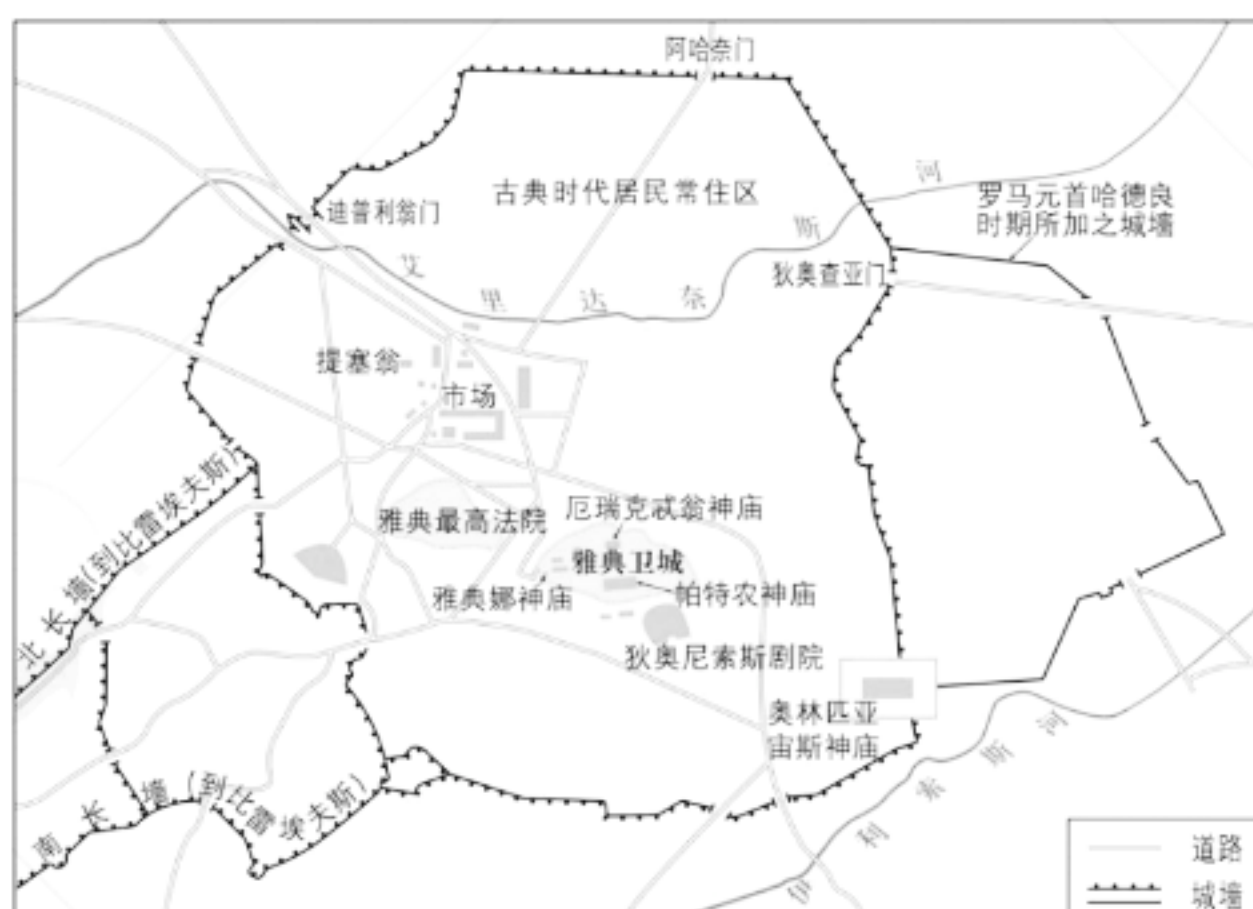 阿哈奈门
古典时代居民常住区
罗马元首哈德良
时期所加之城墙
迪普利翁门
艾里达奈斯河
狄奥查亚门
提塞翁
市场
雅典最高法院
厄瑞克忒翁神庙
雅典卫城
雅典娜神庙
帕特农神庙
狄奥尼索斯剧院
奥林匹亚
宙斯神庙
北长墙(到比雷埃夫斯)
南长墙(到比雷埃夫斯)
伊利索斯河
道路
城墙